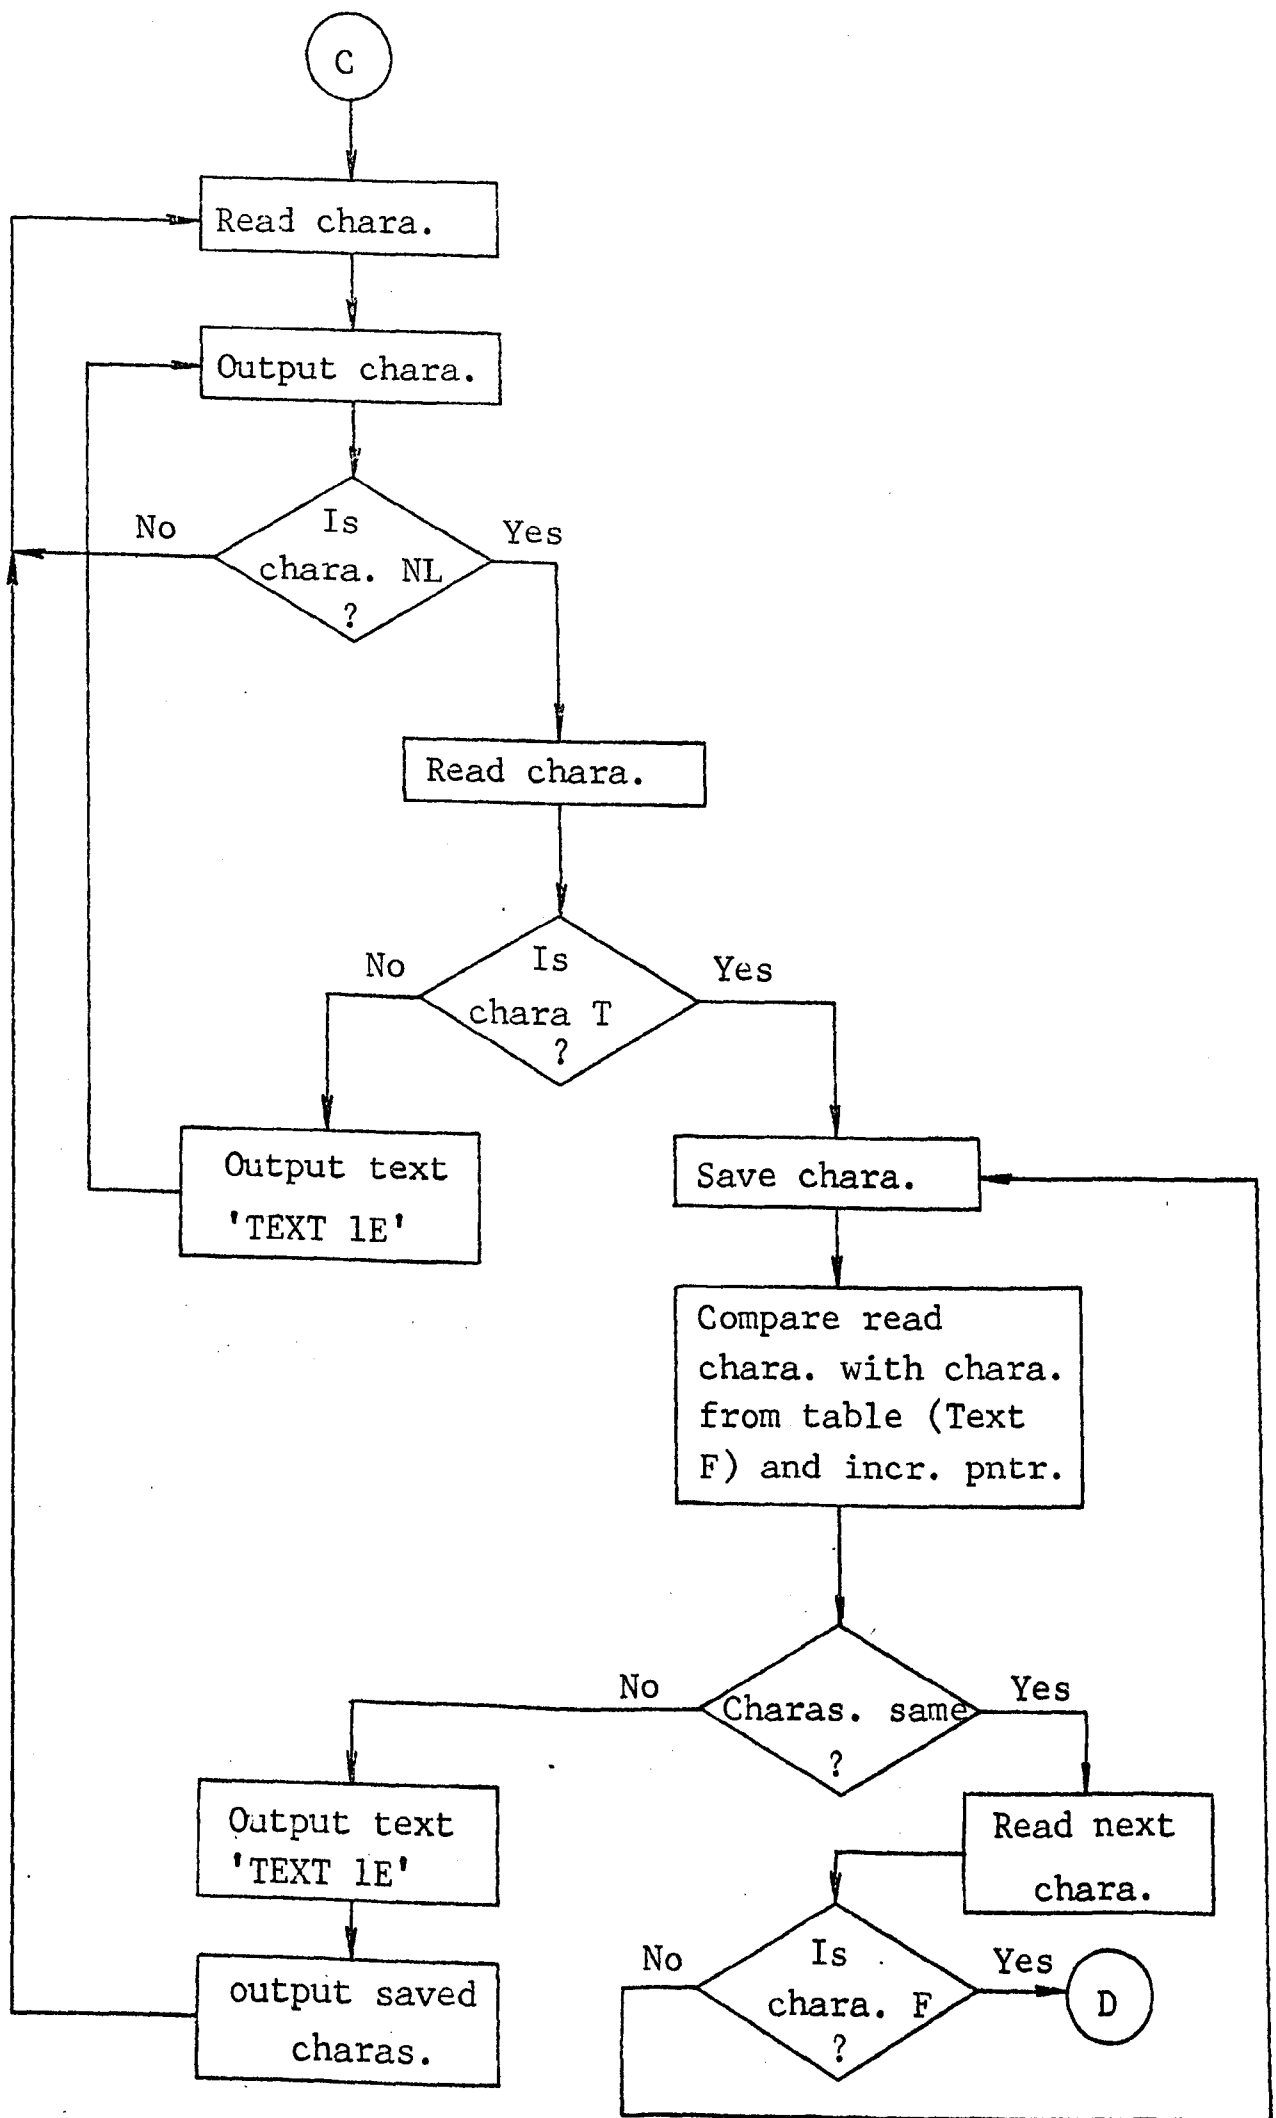 C
Read chara.
Output chara.
No
Is
Yes
chara. NL
?
Read chara.
No
Is
Yes
chara T
?
Output text
'TEXT 1E'
Save chara.
Compare read
chara. with chara.
from table (Text
F) and incr. pntr.
No
Charas. same
Yes
?
Output text
'TEXT 1E'
Read next
chara.
output saved
charas.
No
Is
Yes
chara. F
?
D